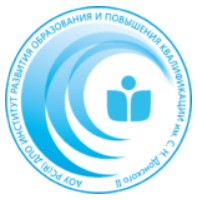 АОУ РС(Я) ДПО ИНСТИТУТ РАЗВИТИЯ ОБРАЗОВАНИЯ И ПОВЫШЕНИЯ КВАЛИФИКАЦИИ им. С. Н. Донского II